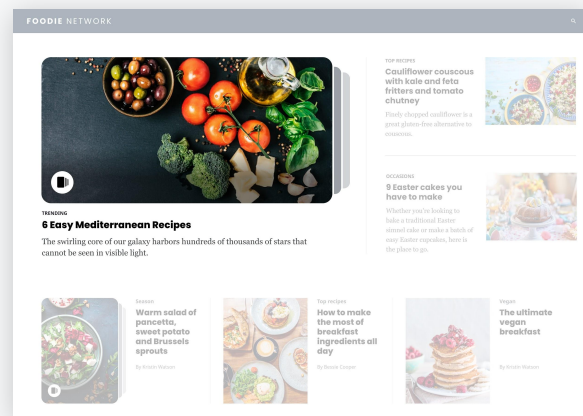 FOODIE NETWORK
TRENDING
6 Easy Mediterranean Recipes
The swirling core of our galaxy harbors hundreds of thousands of stars that
cannot be seen in visible light.
TOP RECIPES
Cauliflower couscous
with kale and feta
fritters and tomato
chutney
Finely chopped cauliflower is a
great gluten-free alternative to
couscous.
OCCASIONS
9 Easter cakes you
have to make
Whether you're looking to
bake a traditional Easter
simnel cake or make a batch of
easy Easter cupcakes, here is
the place to go.
Season
Warm salad of
pancetta,
sweet potato
and Brussels
sprouts
By Kristin Watson
Top recipes
How to make
the most of
breakfast
ingredients all
day
By Bessie Cooper
Vegan
The ultimate
vegan
breakfast
By Kristin Watson